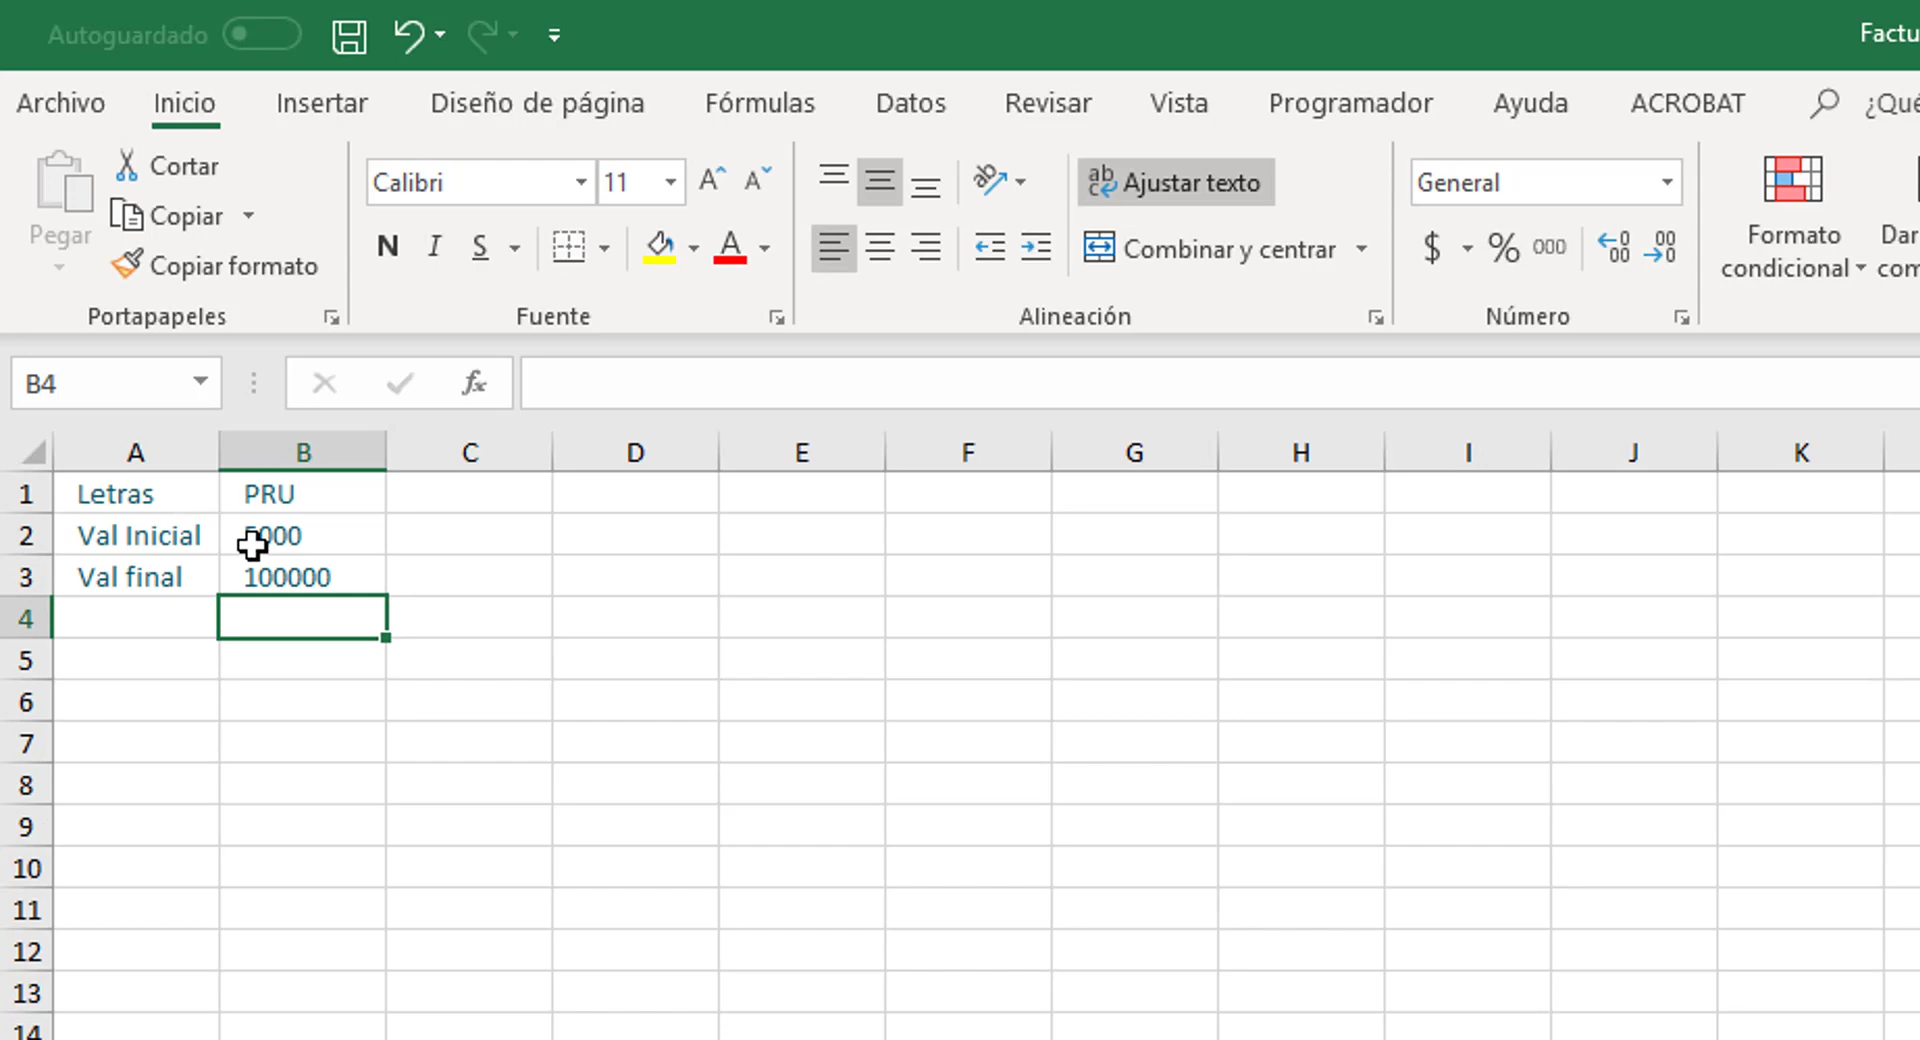 Autoguardado
Factu
Archivo Inicio Insertar Diseño de página Fórmulas Datos Revisar Vista Programador Ayuda ACROBAT ¿Qué
Pegar
Cortar
Copiar
Copiar formato
Portapapeles
Calibri 11
N I S A
Fuente
Ajustar texto
Combinar y centrar
Alineación
General
$ % 000
Número
Formato
condicional
Dar
com
B4 fx
A B C D E F G H I J K
1 Letras PRU
2 Val Inicial 5000
3 Val final 100000
4
5
6
7
8
9
10
11
12
13
14